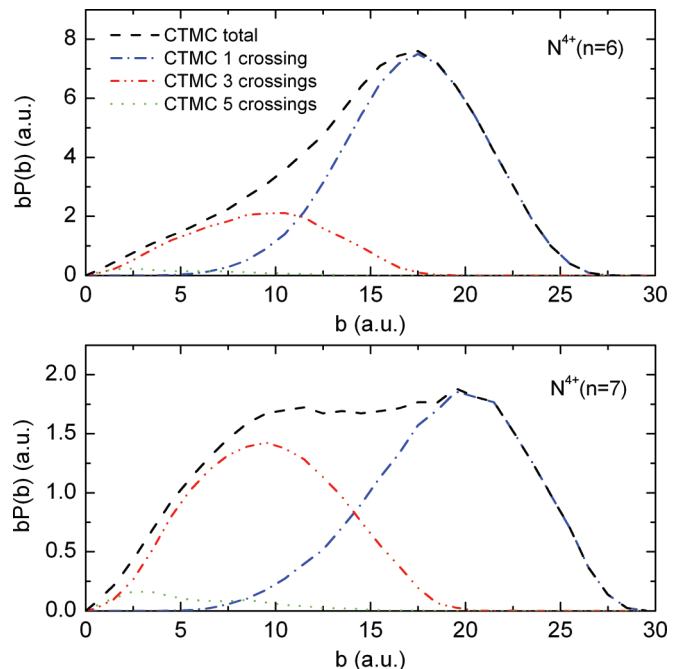 CTMC total
CTMC 1 crossing
CTMC 3 crossings
CTMC 5 crossings
N⁴⁺(n=6)
bP(b) (a.u.)
8
6
4
2
0
0 5 10 15 20 25 30
b (a.u.)
N⁴⁺(n=7)
bP(b) (a.u.)
2.0
1.5
1.0
0.5
0.0
0 5 10 15 20 25 30
b (a.u.)